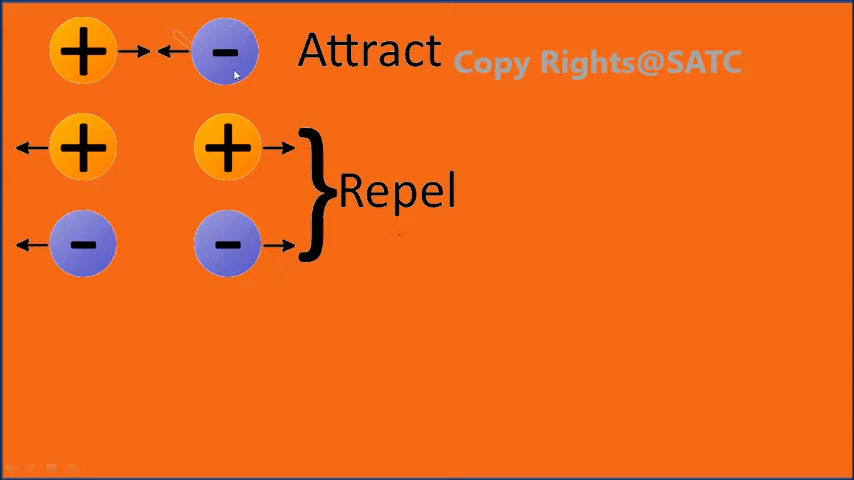 + - Attract
Copy Rights@SATC
+ + 
Repel
- -